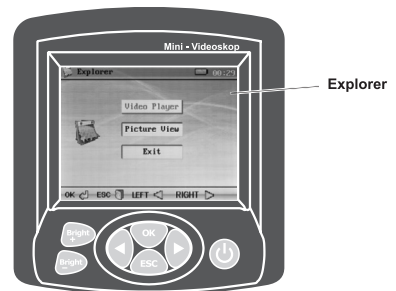 Mini - Videoskop
Explorer 00:29
Explorer
Video Player
Picture View
Exit
OK ESC LEFT RIGHT
Bright +
OK
Bright −
ESC